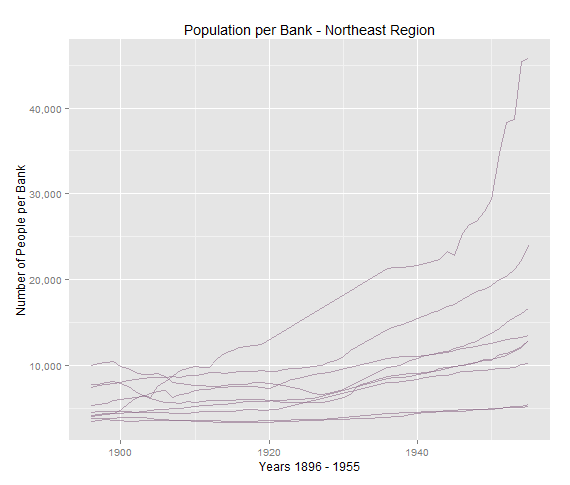 Population per Bank - Northeast Region
Number of People per Bank
40,000
30,000
20,000
10,000
1900
1920
1940
Years 1896 - 1955